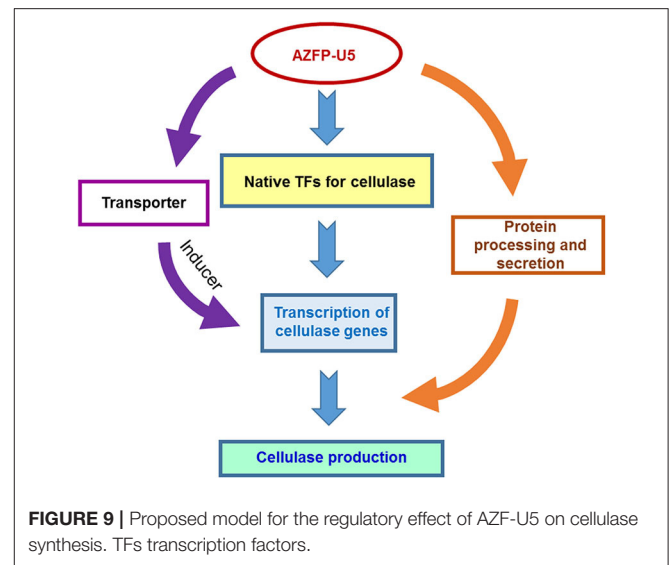 AZFP-U5
Native TFs for cellulase
Transporter
Inducer
Protein
processing and
secretion
Transcription of
cellulase genes
Cellulase production
FIGURE 9 | Proposed model for the regulatory effect of AZF-U5 on cellulase
synthesis. TFs transcription factors.